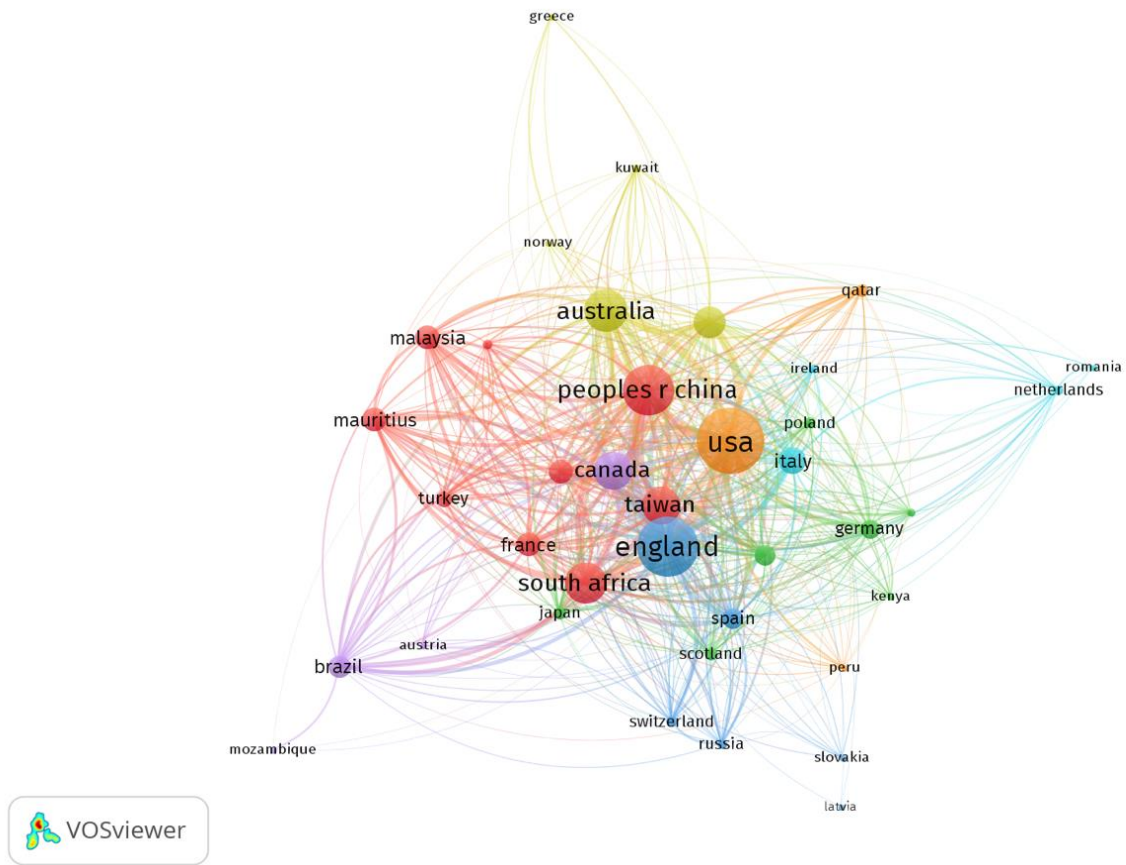 greece
kuwait
norway
qatar
australia
malaysia
ireland
romania
peoples r china
netherlands
mauritius
poland
usa
italy
canada
turkey
taiwan
germany
france
england
south africa
kenya
japan
spain
austria
scotland
brazil
peru
switzerland
russia
mozambique
slovakia
latvia
VOSviewer